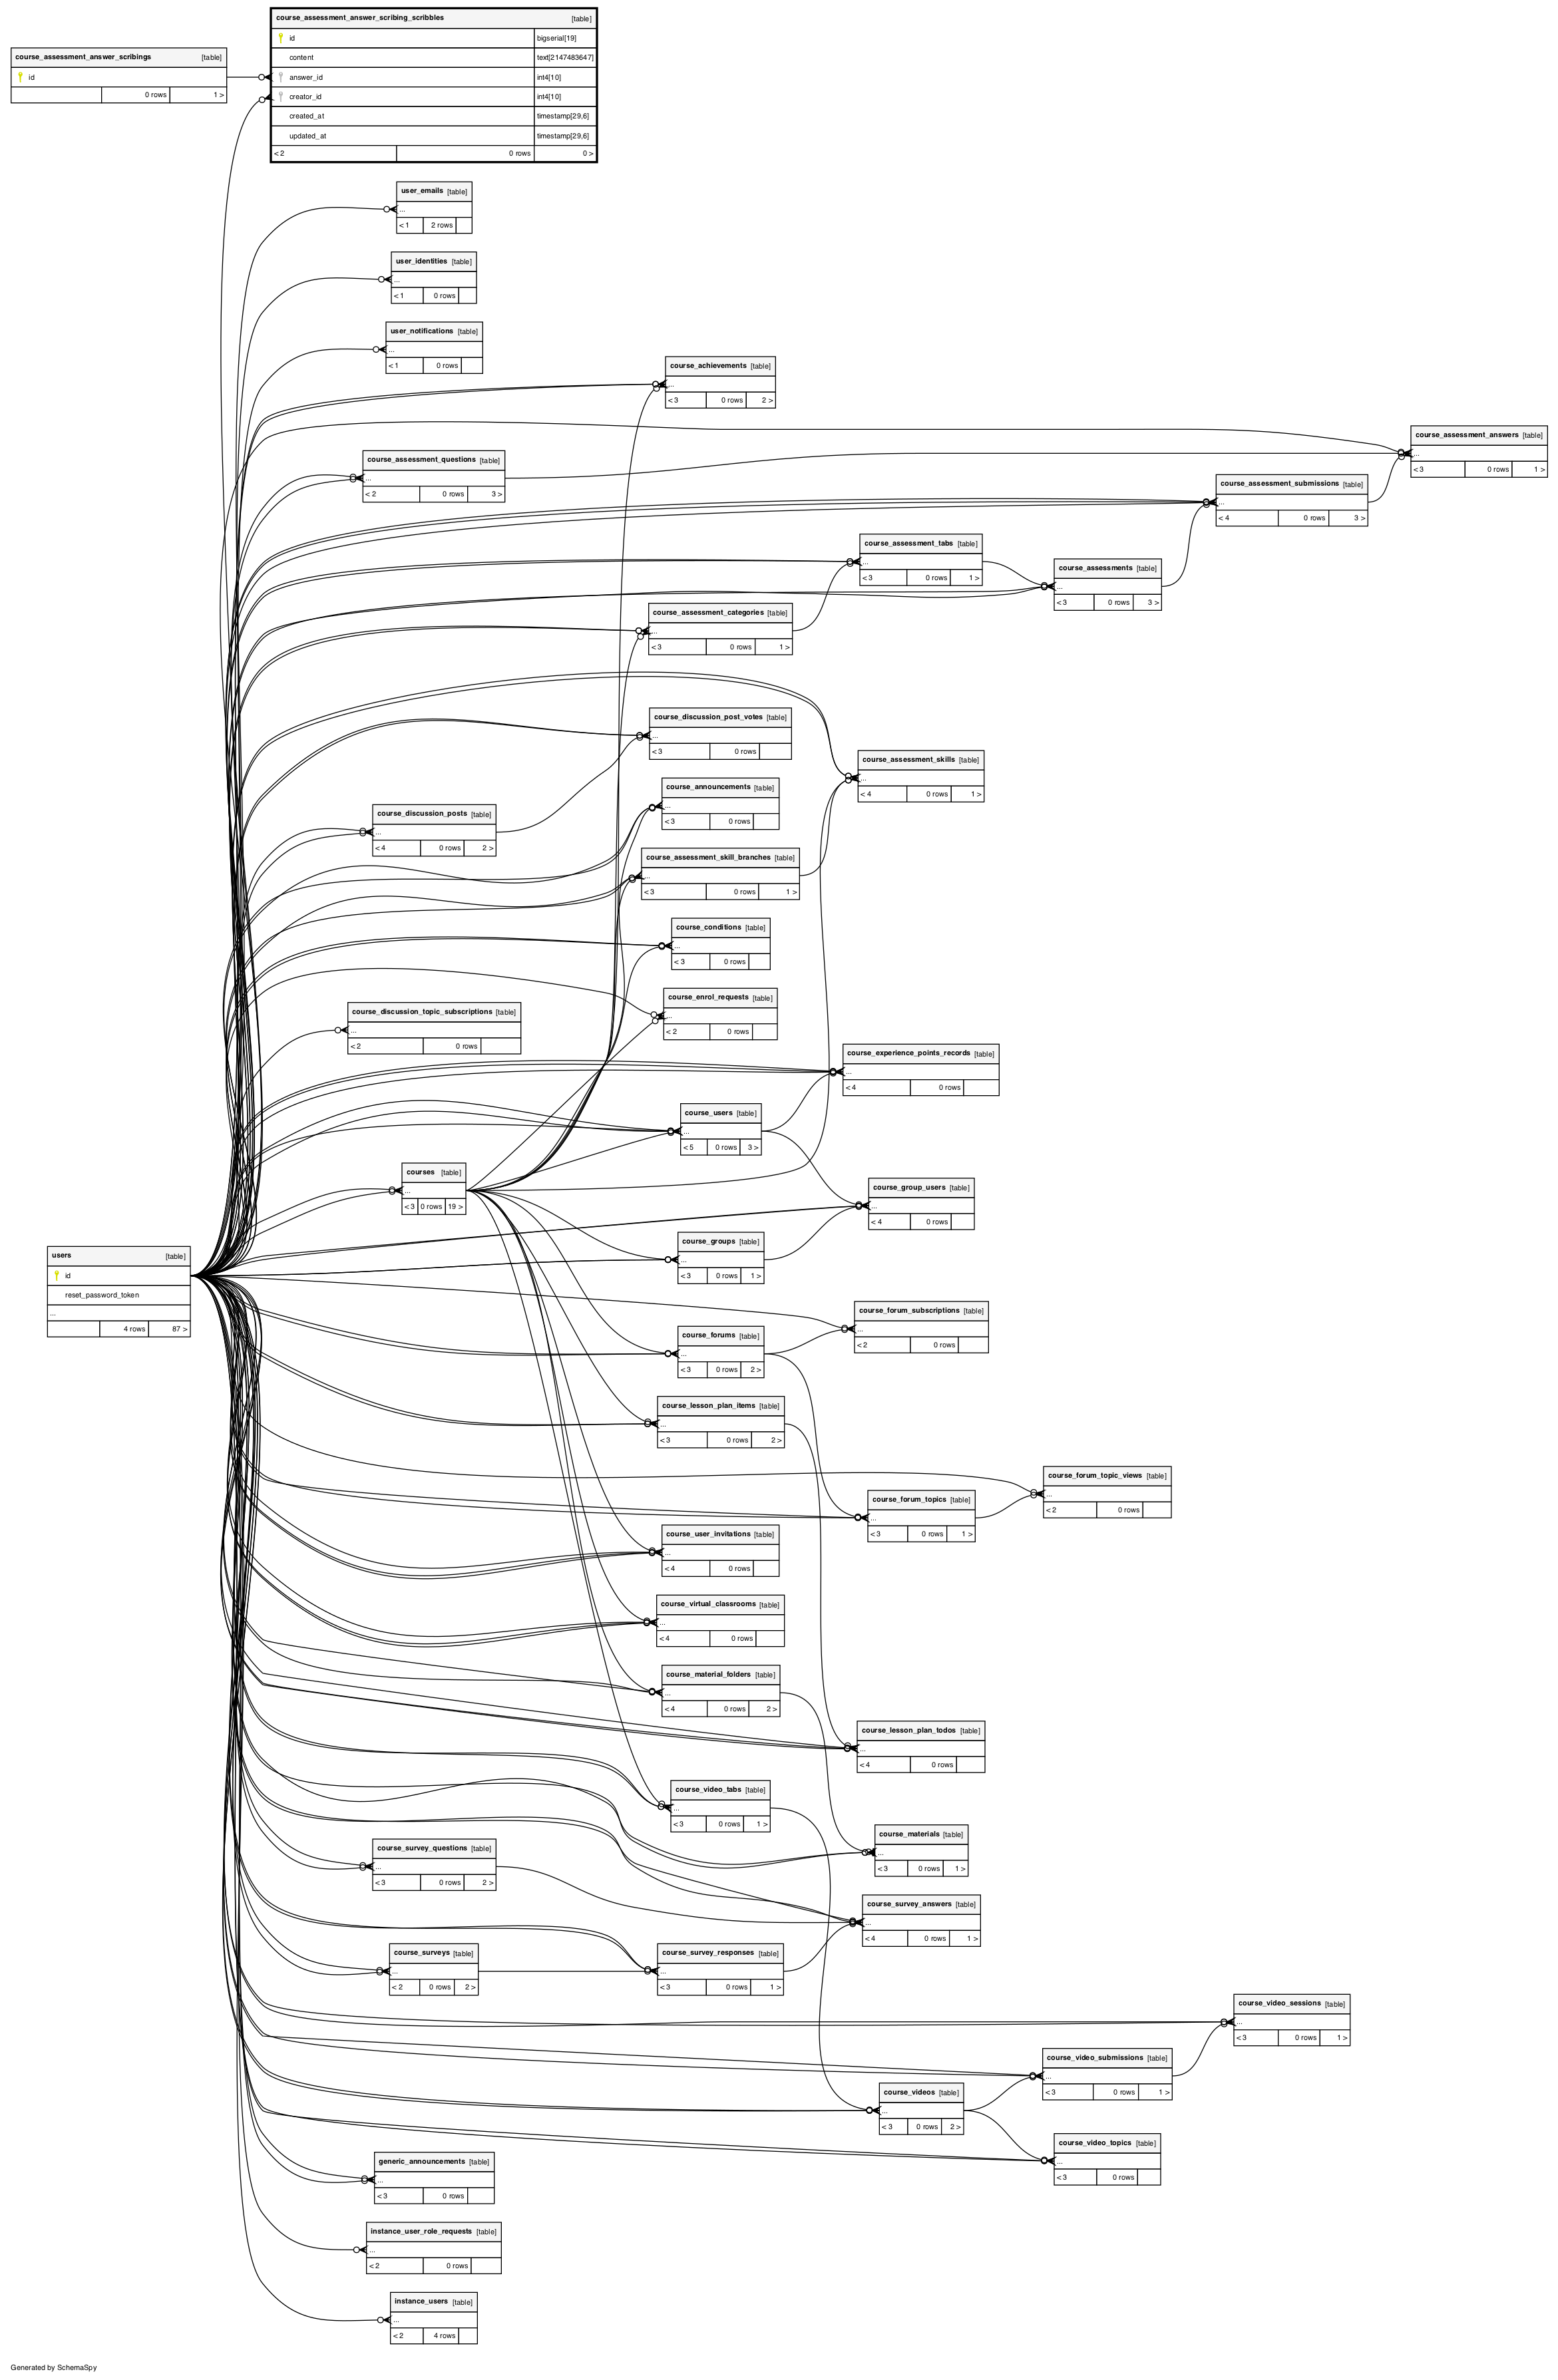 course_assessment_answer_scribing_scribbles [table]
id bigserial[19]
content text[2147483647]
answer_id int4[10]
creator_id int4[10]
created_at timestamp[29,6]
updated_at timestamp[29,6]
< 2 0 rows 0 >
course_assessment_answer_scribings [table]
id
0 rows 1 >
user_emails [table]
...
< 1 2 rows
user_identities [table]
...
< 1 0 rows
user_notifications [table]
...
< 1 0 rows
course_achievements [table]
...
< 3 0 rows 2 >
course_assessment_answers [table]
...
< 3 0 rows 1 >
course_assessment_questions [table]
...
< 2 0 rows 3 >
course_assessment_submissions [table]
...
< 4 0 rows 3 >
course_assessment_tabs [table]
...
< 3 0 rows 1 >
course_assessments [table]
...
< 3 0 rows 3 >
course_assessment_categories [table]
...
< 3 0 rows 1 >
course_discussion_post_votes [table]
...
< 3 0 rows
course_assessment_skills [table]
...
< 4 0 rows 1 >
course_announcements [table]
...
< 3 0 rows
course_discussion_posts [table]
...
< 4 0 rows 2 >
course_assessment_skill_branches [table]
...
< 3 0 rows 1 >
course_conditions [table]
...
< 3 0 rows
course_enrol_requests [table]
...
< 2 0 rows
course_discussion_topic_subscriptions [table]
...
< 2 0 rows
course_experience_points_records [table]
...
< 4 0 rows
course_users [table]
...
< 5 0 rows 3 >
courses [table]
...
< 3 0 rows 19 >
course_group_users [table]
...
< 4 0 rows
course_groups [table]
...
< 3 0 rows 1 >
users [table]
id
reset_password_token
...
4 rows 87 >
course_forum_subscriptions [table]
...
< 2 0 rows
course_forums [table]
...
< 3 0 rows 2 >
course_lesson_plan_items [table]
...
< 3 0 rows 2 >
course_forum_topic_views [table]
...
< 2 0 rows
course_forum_topics [table]
...
< 3 0 rows 1 >
course_user_invitations [table]
...
< 4 0 rows
course_virtual_classrooms [table]
...
< 4 0 rows
course_material_folders [table]
...
< 4 0 rows 2 >
course_lesson_plan_todos [table]
...
< 4 0 rows
course_video_tabs [table]
...
< 3 0 rows 1 >
course_materials [table]
...
< 3 0 rows 1 >
course_survey_questions [table]
...
< 3 0 rows 2 >
course_survey_answers [table]
...
< 4 0 rows 1 >
course_surveys [table]
...
< 2 0 rows 2 >
course_survey_responses [table]
...
< 3 0 rows 1 >
course_video_sessions [table]
...
< 3 0 rows 1 >
course_video_submissions [table]
...
< 3 0 rows 1 >
course_videos [table]
...
< 3 0 rows 2 >
course_video_topics [table]
...
< 3 0 rows
generic_announcements [table]
...
< 3 0 rows
instance_user_role_requests [table]
...
< 2 0 rows
instance_users [table]
...
< 2 4 rows
Generated by SchemaSpy